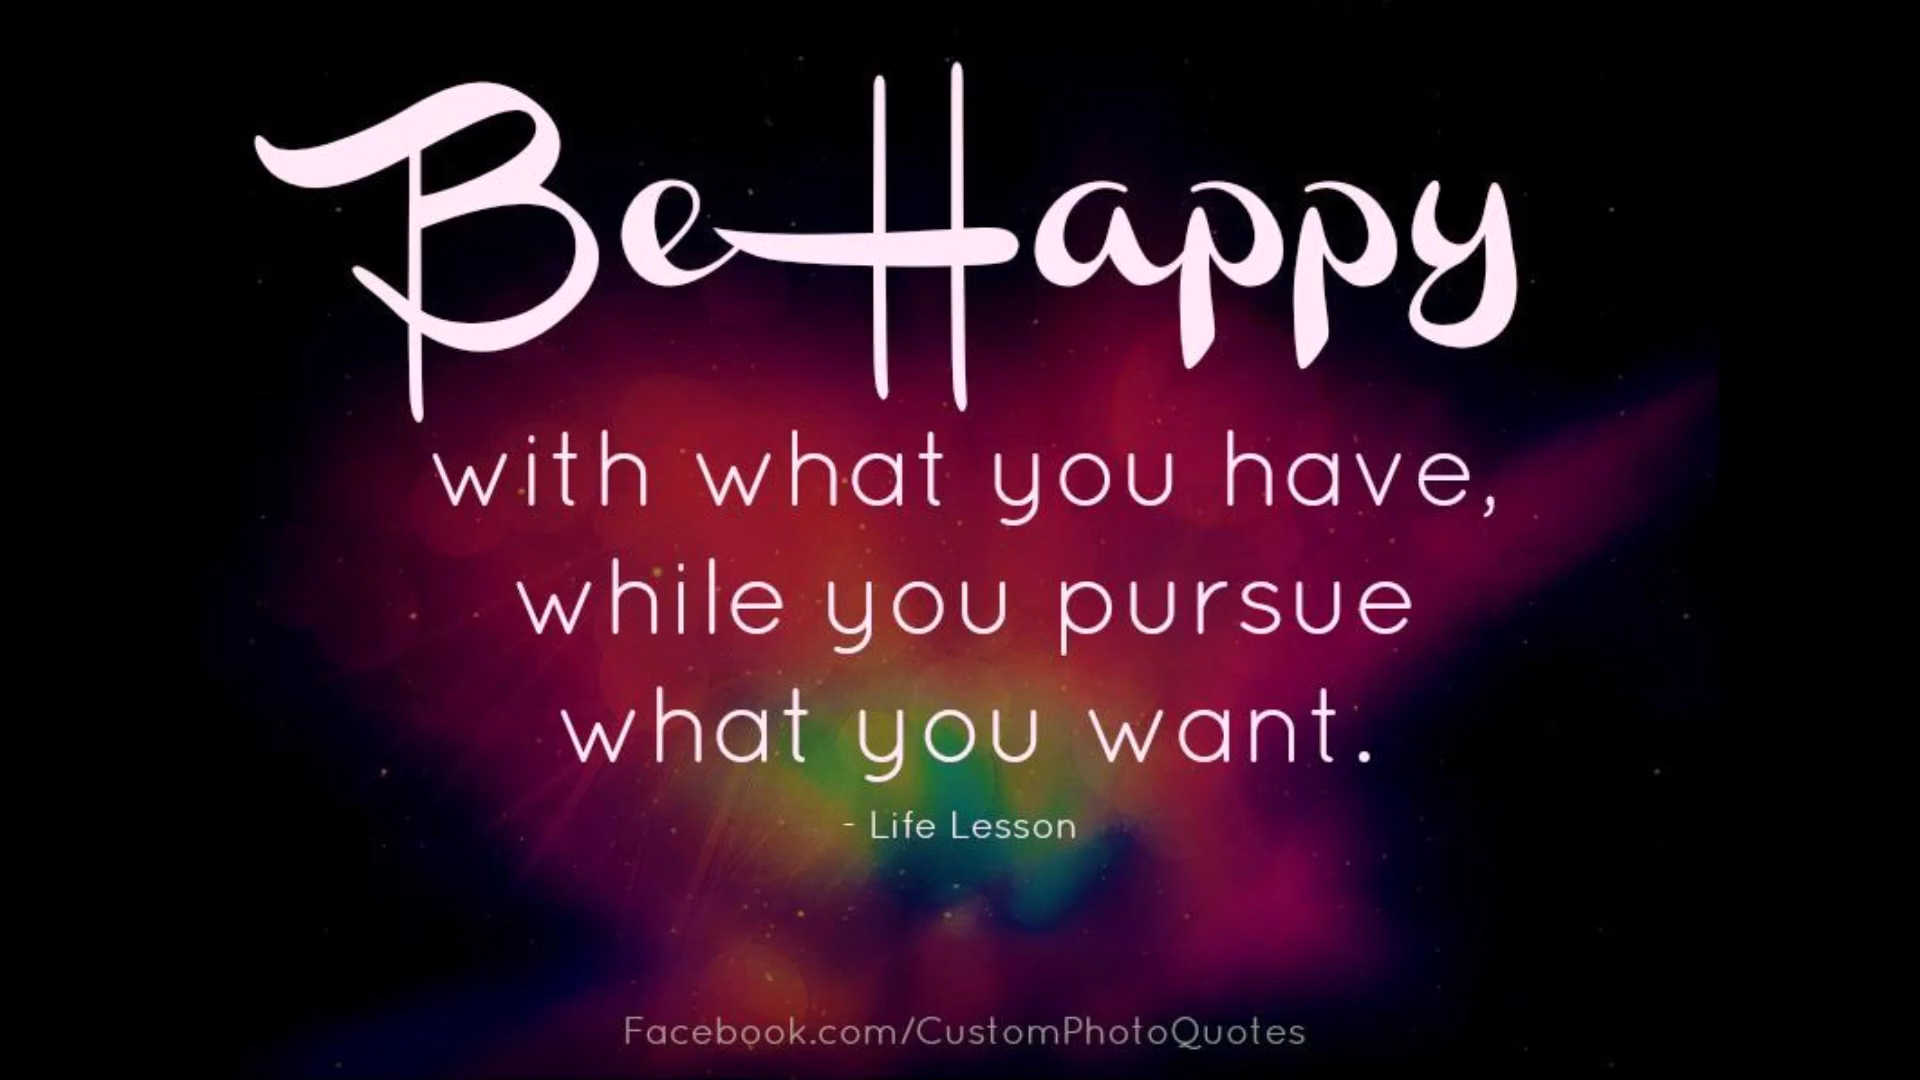 Be Happy
with what you have,
while you pursue
what you want.
- Life Lesson
Facebook.com/CustomPhotoQuotes